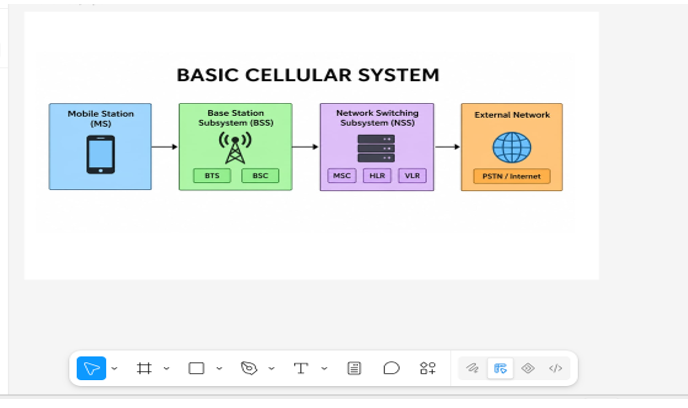 BASIC CELLULAR SYSTEM
Mobile Station
(MS)
Base Station
Subsystem (BSS)
BTS
BSC
Network Switching
Subsystem (NSS)
MSC
HLR
VLR
External Network
PSTN / Internet